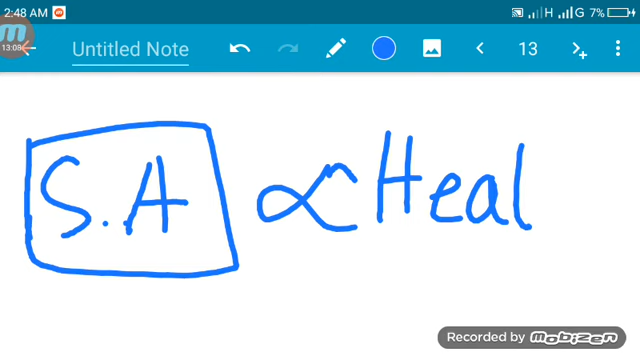 2:48 AM H G 7%
13:08 Untitled Note 13
S.A ∝ Heal
Recorded by mobizen